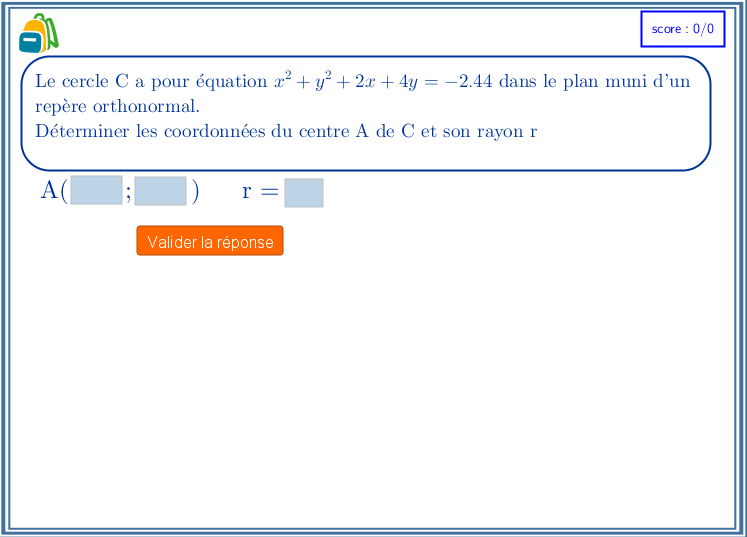 score : 0/0
Le cercle C a pour équation $x^2 + y^2 + 2x + 4y = -2.44$ dans le plan muni d'un
repère orthonormal.
Déterminer les coordonnées du centre A de C et son rayon r
A( ; ) r =
Valider la réponse